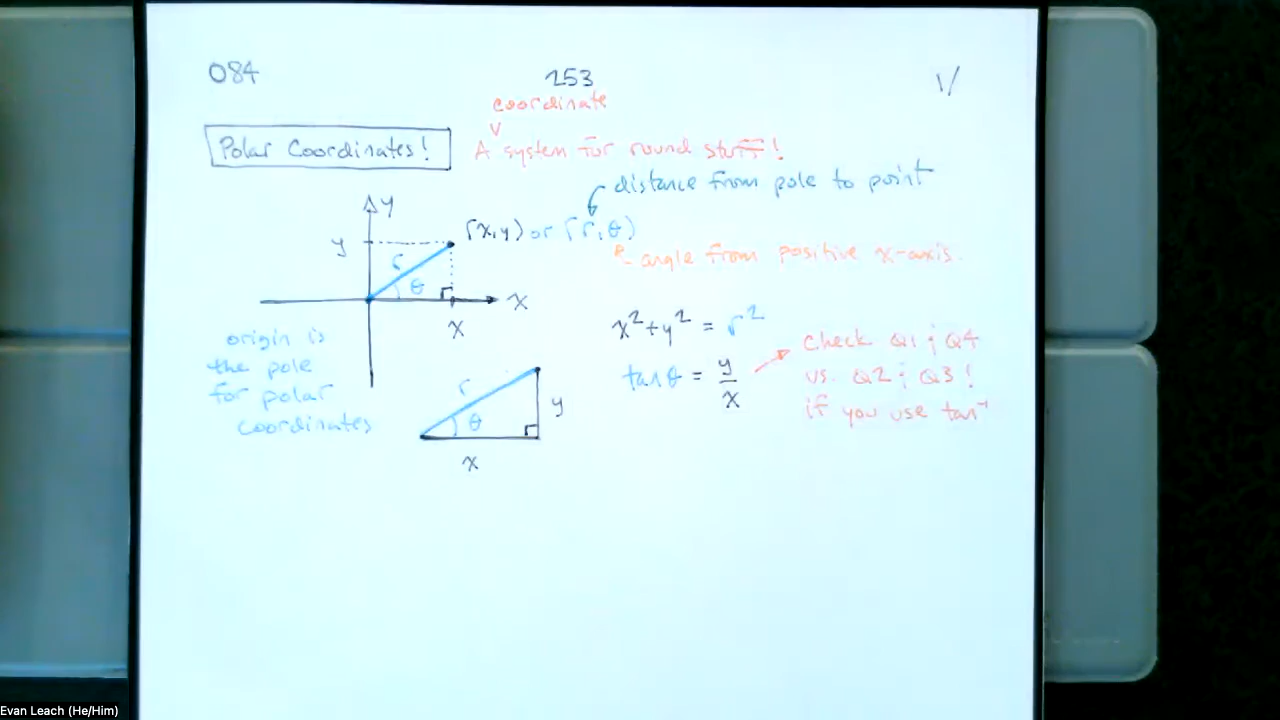 084 253 1/
coordinate
Polar Coordinates! A system for round stuff!
distance from pole to point
y
y (x,y) or (r,θ)
r angle from positive x-axis.
θ
x
x
origin is
the pole
for polar
coordinates
x²+y² = r²
tan θ = y/x
Check Q1 ; Q4
vs. Q2 ; Q3 !
if you use tan⁻¹
r
θ
y
x
Evan Leach (He/Him)